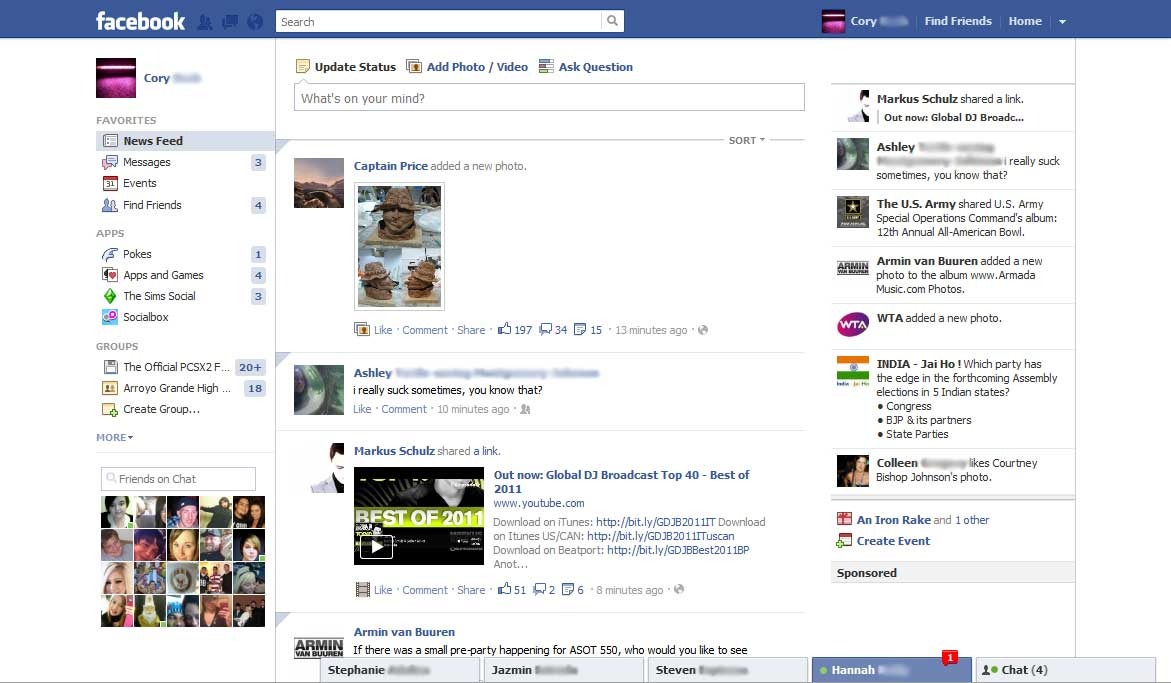 facebook
Search
Cory
Find Friends
Home
Cory
FAVORITES
News Feed
Messages 3
31 Events
Find Friends 4
APPS
Pokes 1
Apps and Games 4
The Sims Social 3
Socialbox
GROUPS
The Official PCSX2 F... 20+
Arroyo Grande High ... 18
Create Group...
MORE
Friends on Chat
Update Status
Add Photo / Video
Ask Question
What's on your mind?
SORT
Captain Price added a new photo.
Like · Comment · Share · 197 34 15 · 13 minutes ago ·
Ashley
i really suck sometimes, you know that?
Like · Comment · 10 minutes ago ·
Markus Schulz shared a link.
BEST OF 2011
Out now: Global DJ Broadcast Top 40 - Best of
2011
www.youtube.com
Download on iTunes: http://bit.ly/GDJB2011IT Download
on Itunes US/CAN: http://bit.ly/GDJB2011ITuscan
Download on Beatport: http://bit.ly/GDJBBest2011BP
Anot...
Like · Comment · Share · 51 2 6 · 8 minutes ago ·
ARMIN
VAN BUUREN
Armin van Buuren
If there was a small pre-party happening for ASOT 550, who would you like to see
Markus Schulz shared a link.
Out now: Global DJ Broadc...
Ashley
i really suck
sometimes, you know that?
The U.S. Army shared U.S. Army
Special Operations Command's album:
12th Annual All-American Bowl.
ARMIN
VAN BUUREN
Armin van Buuren added a new
photo to the album www.Armada
Music.com Photos.
WTA
WTA added a new photo.
India - Jai Ho
INDIA - Jai Ho ! Which party has
the edge in the forthcoming Assembly
elections in 5 Indian states?
• Congress
• BJP & its partners
• State Parties
Colleen likes Courtney
Bishop Johnson's photo.
An Iron Rake and 1 other
Create Event
Sponsored
Stephanie
Jazmin
Steven
Hannah
1
Chat (4)